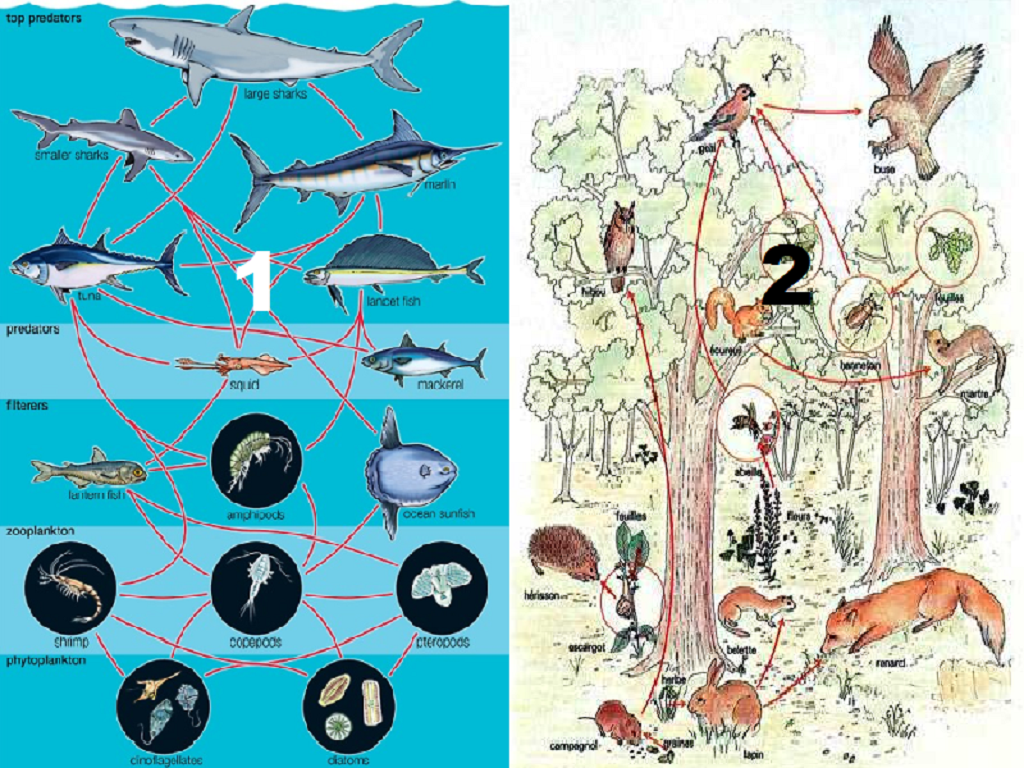 top predators
large sharks
smaller sharks
marlin
1
tuna
lancet fish
predators
squid
mackerel
filterers
lantern fish
amphipods
ocean sunfish
zooplankton
shrimp
copepods
pteropods
phytoplankton
dinoflagellates
diatoms
geai
buse
2
hibou
feuilles
écureuil
hanneton
martre
abeille
feuilles
fleurs
hérisson
escargot
belette
renard
herbe
campagnol
graines
lapin